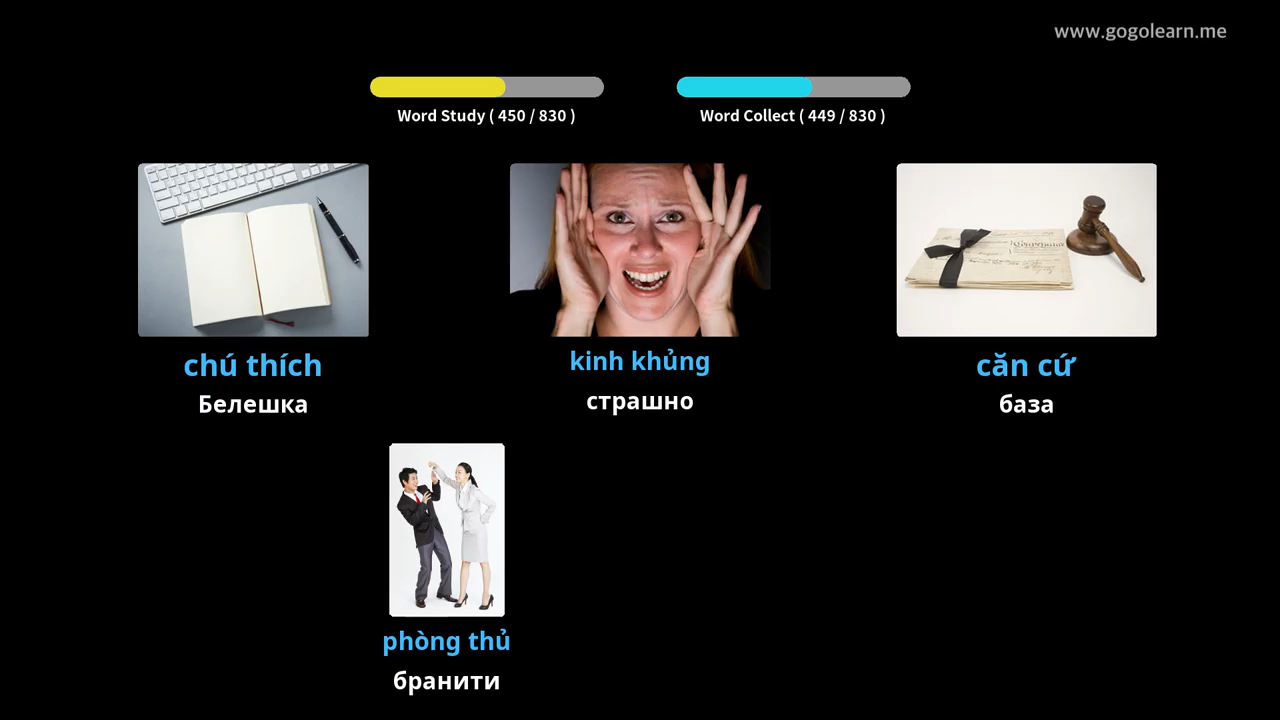 www.gogolearn.me
Word Study ( 450 / 830 )
Word Collect ( 449 / 830 )
chú thích
Белешка
kinh khủng
страшно
căn cứ
база
phòng thủ
бранити